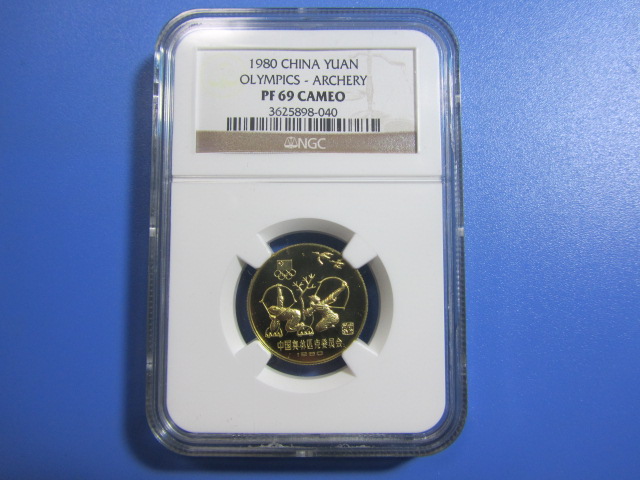 1980 CHINA YUAN
OLYMPICS - ARCHERY
PF 69 CAMEO
3625898-040
NGC
中国奥林匹克委员会
1980